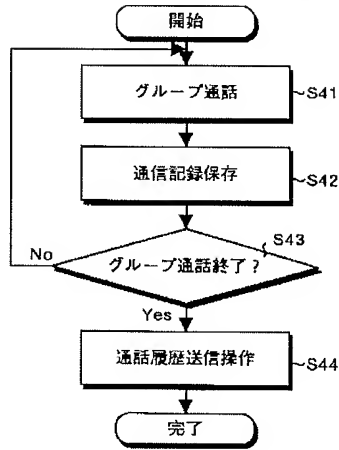 開始
グループ通話
~S41
通信記録保存
~S42
S43
グループ通話終了?
No
Yes
通話履歴送信操作
~S44
完了